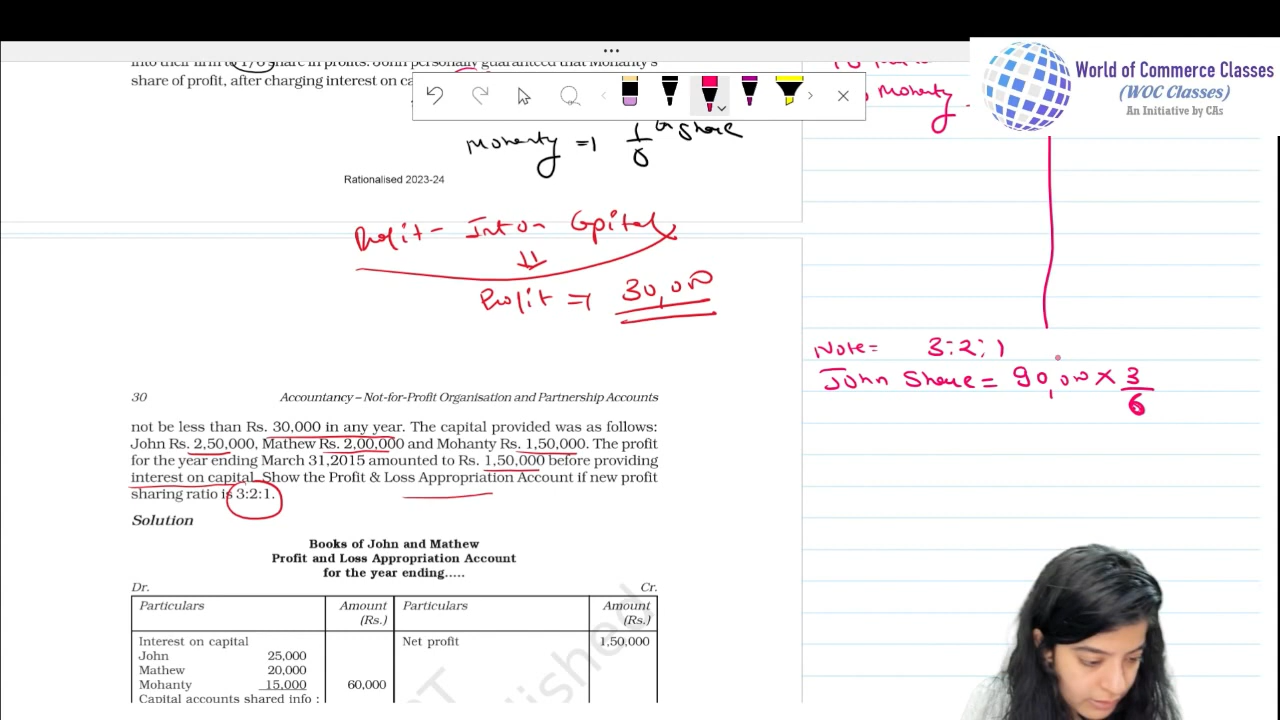 into their firm to 1/6 share in profits. John personally guaranteed that Mohanty's
share of profit, after charging interest on ca
Mohanty = 1/6 th share
Rationalised 2023-24
Profit - Int on Capital
Profit = 30,000
30 Accountancy – Not-for-Profit Organisation and Partnership Accounts
not be less than Rs. 30,000 in any year. The capital provided was as follows:
John Rs. 2,50,000, Mathew Rs. 2,00,000 and Mohanty Rs. 1,50,000. The profit
for the year ending March 31,2015 amounted to Rs. 1,50,000 before providing
interest on capital. Show the Profit & Loss Appropriation Account if new profit
sharing ratio is 3:2:1.
Solution
Books of John and Mathew
Profit and Loss Appropriation Account
for the year ending.....
Dr. Cr.
Particulars Amount (Rs.) Particulars Amount (Rs.)
Interest on capital Net profit 1,50,000
John 25,000
Mathew 20,000
Mohanty 15,000 60,000
Capital accounts shared info :
Mohanty
World of Commerce Classes
(WOC Classes)
An Initiative by CAs
Note = 3:2:1
John Share = 90,000 × 3/6